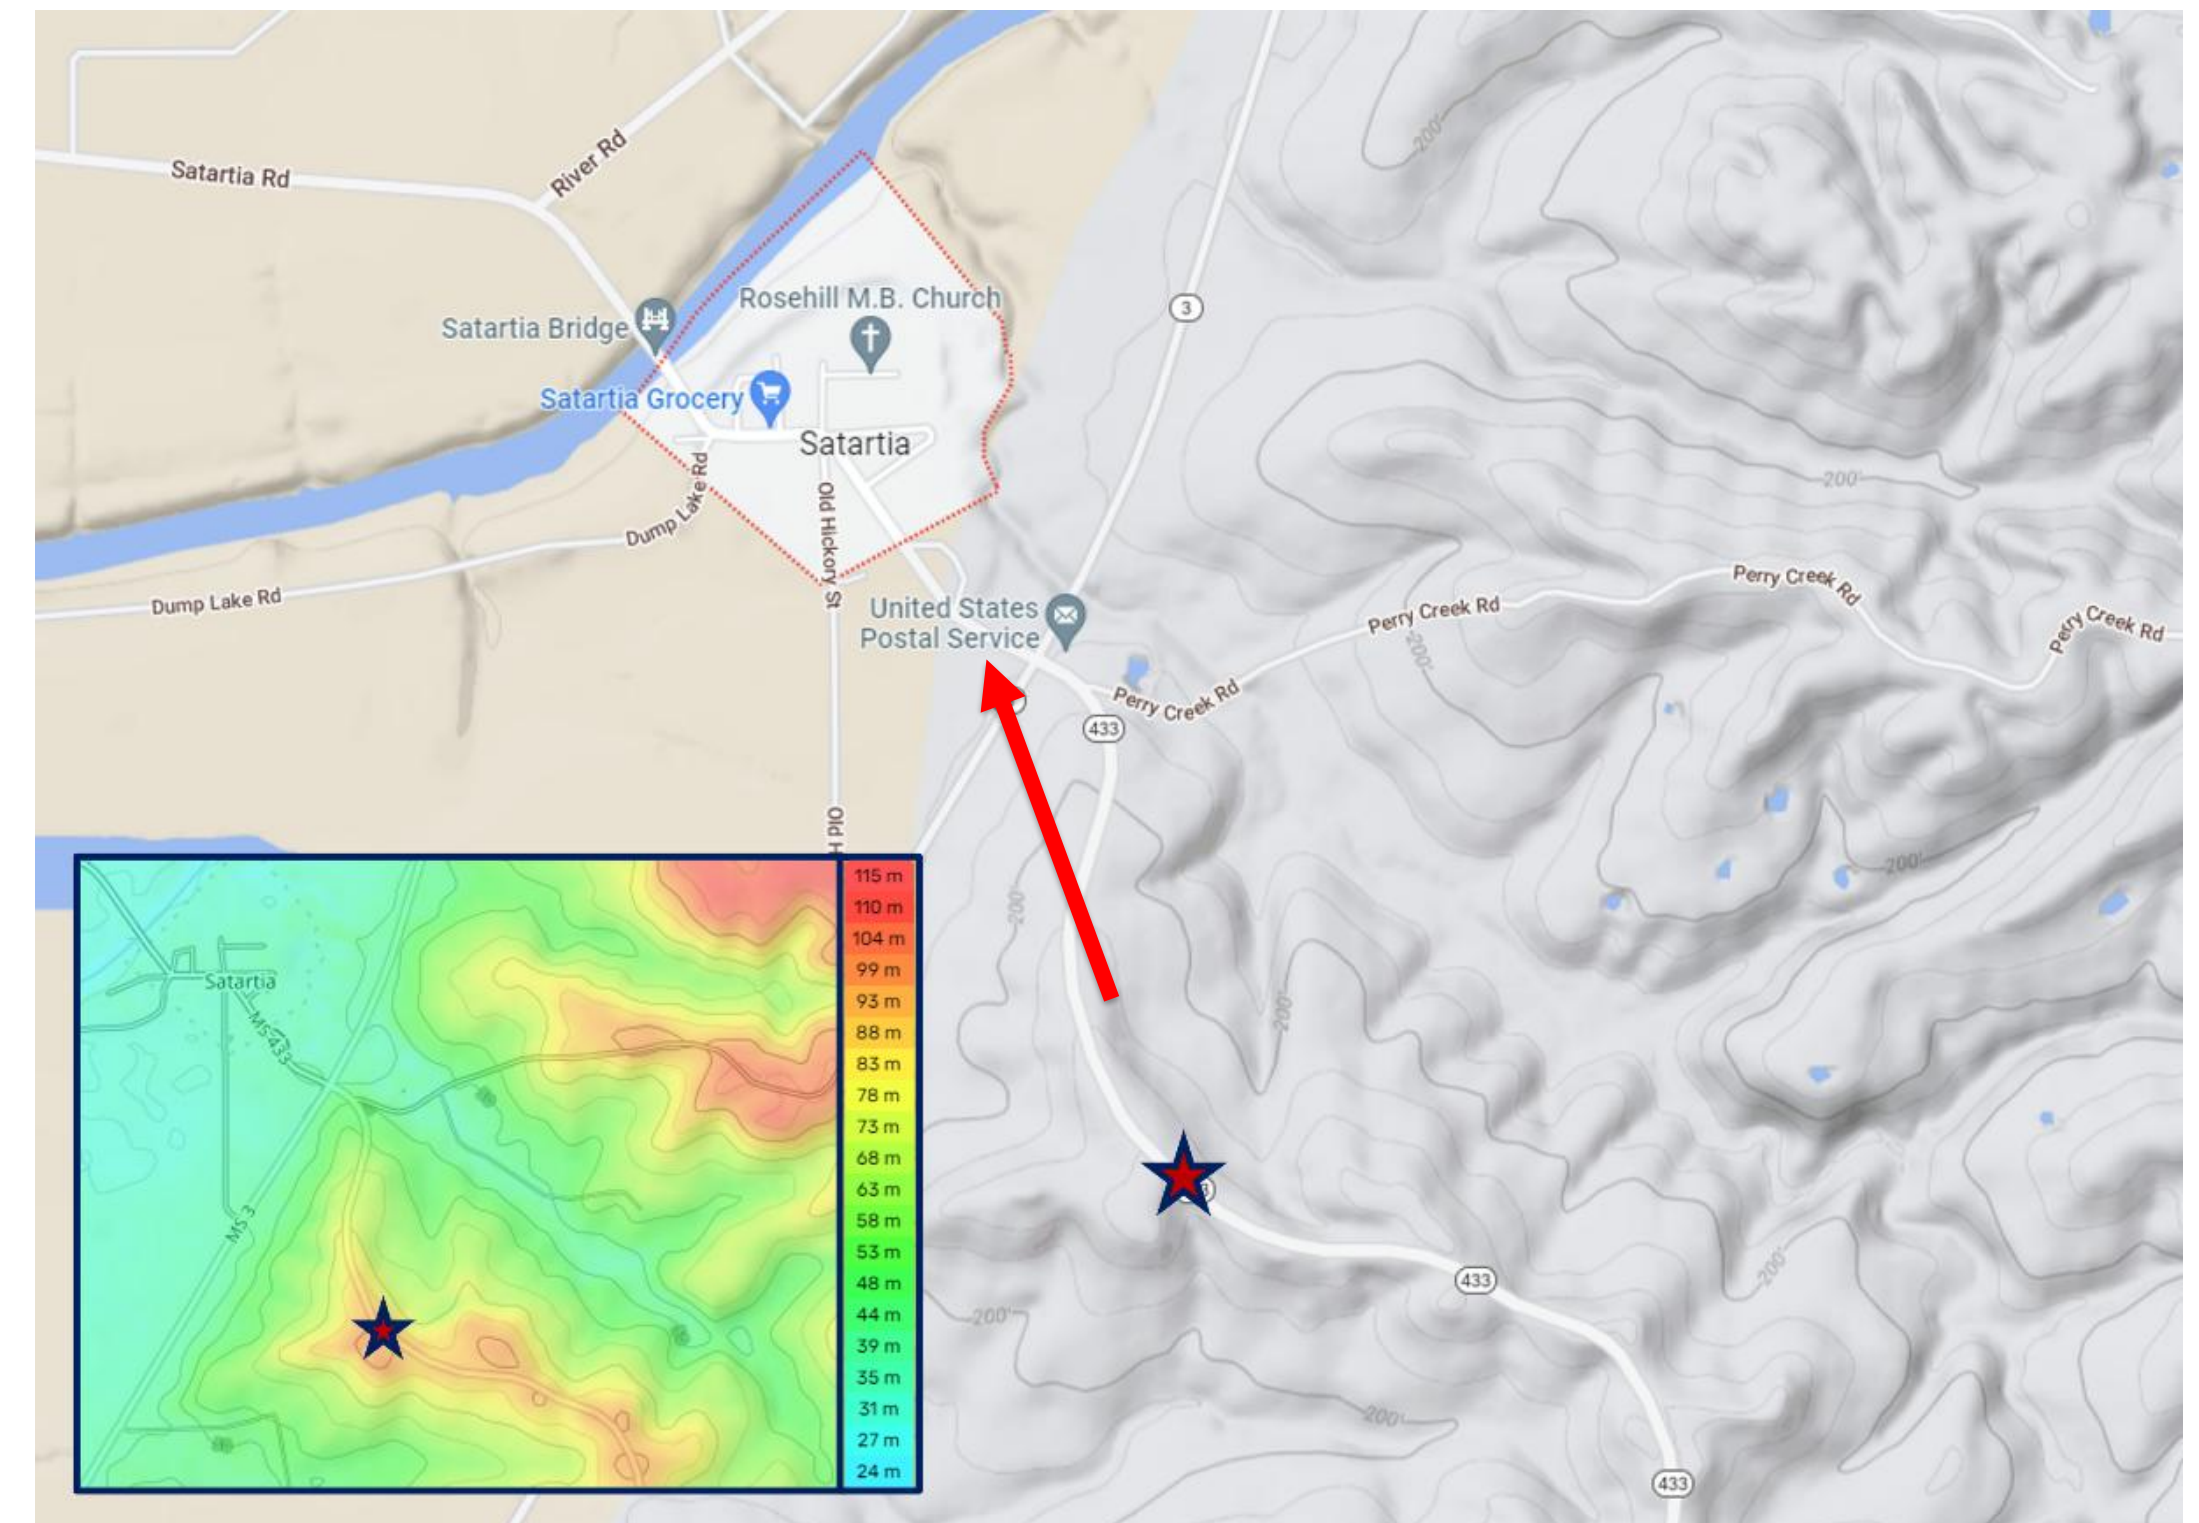 Satartia Rd
River Rd
Rosehill M.B. Church
3
Satartia Bridge
Satartia Grocery
Satartia
200'
200'
Dump Lake Rd
Old Hickory St
Dump Lake Rd
United States
Postal Service
Perry Creek Rd
Perry Creek Rd
Perry Creek Rd
Perry Creek Rd
200'
433
Old H
200'
200'
200'
433
200'
200'
200'
433
Satartia
MS 433
MS 3
115 m
110 m
104 m
99 m
93 m
88 m
83 m
78 m
73 m
68 m
63 m
58 m
53 m
48 m
44 m
39 m
35 m
31 m
27 m
24 m